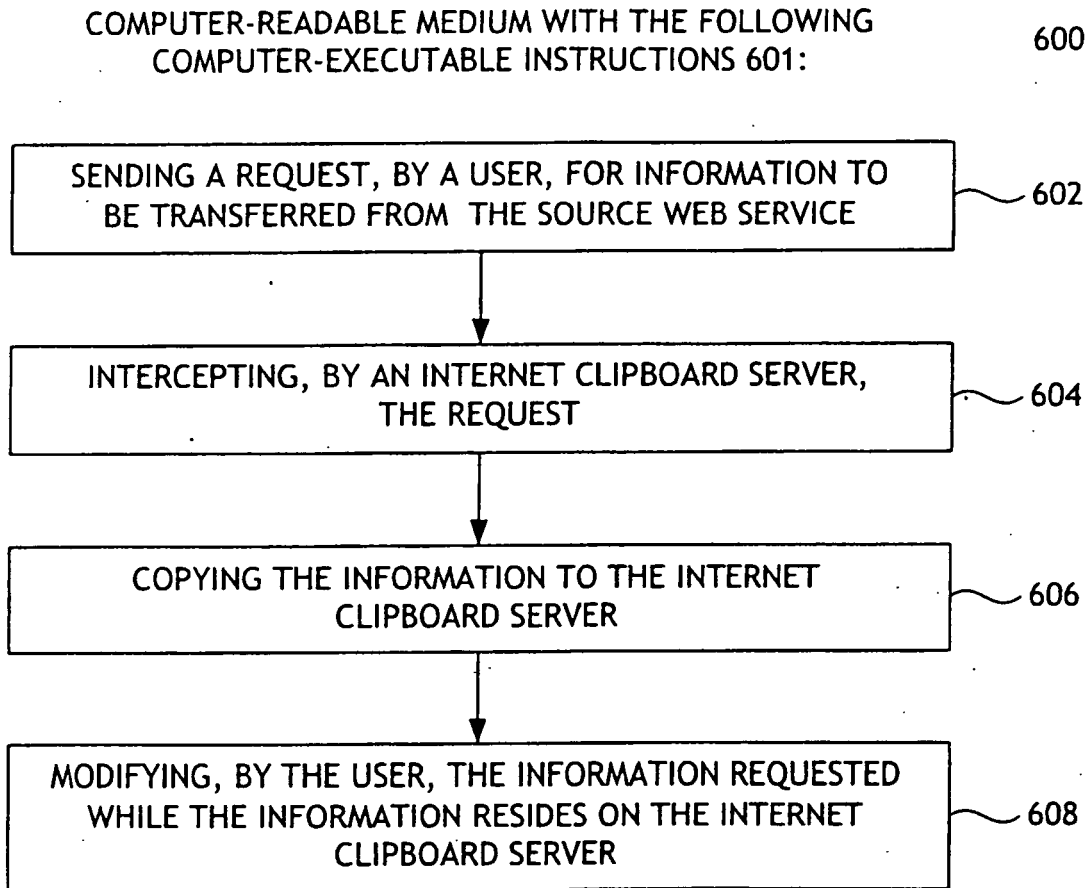 COMPUTER-READABLE MEDIUM WITH THE FOLLOWING
COMPUTER-EXECUTABLE INSTRUCTIONS 601:
600
SENDING A REQUEST, BY A USER, FOR INFORMATION TO
BE TRANSFERRED FROM THE SOURCE WEB SERVICE
602
INTERCEPTING, BY AN INTERNET CLIPBOARD SERVER,
THE REQUEST
604
COPYING THE INFORMATION TO THE INTERNET
CLIPBOARD SERVER
606
MODIFYING, BY THE USER, THE INFORMATION REQUESTED
WHILE THE INFORMATION RESIDES ON THE INTERNET
CLIPBOARD SERVER
608